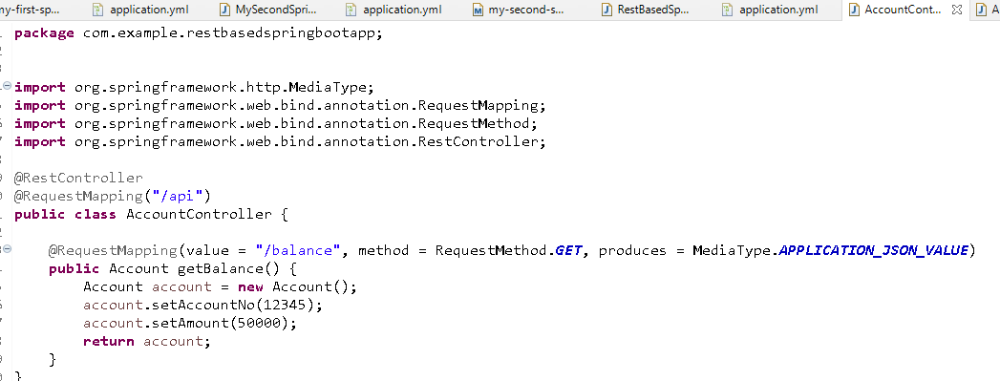 ny-first-sp... application.yml MySecondSpri... application.yml my-second-s... RestBasedSp... application.yml AccountCont... A
package com.example.restbasedspringbootapp;
import org.springframework.http.MediaType;
import org.springframework.web.bind.annotation.RequestMapping;
import org.springframework.web.bind.annotation.RequestMethod;
import org.springframework.web.bind.annotation.RestController;
@RestController
@RequestMapping("/api")
public class AccountController {
@RequestMapping(value = "/balance", method = RequestMethod.GET, produces = MediaType.APPLICATION_JSON_VALUE)
public Account getBalance() {
Account account = new Account();
account.setAccountNo(12345);
account.setAmount(50000);
return account;
}
}